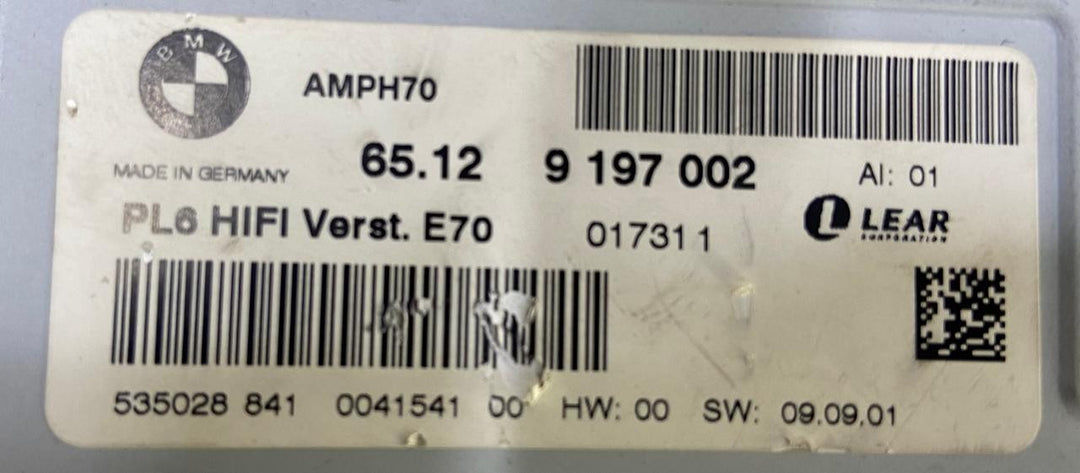 BMW
AMPH70
65.12 9 197 002
AI: 01
MADE IN GERMANY
PL6 HIFI Verst. E70
017311
LEAR
CORPORATION
535028 841 0041541 00 HW: 00 SW: 09.09.01